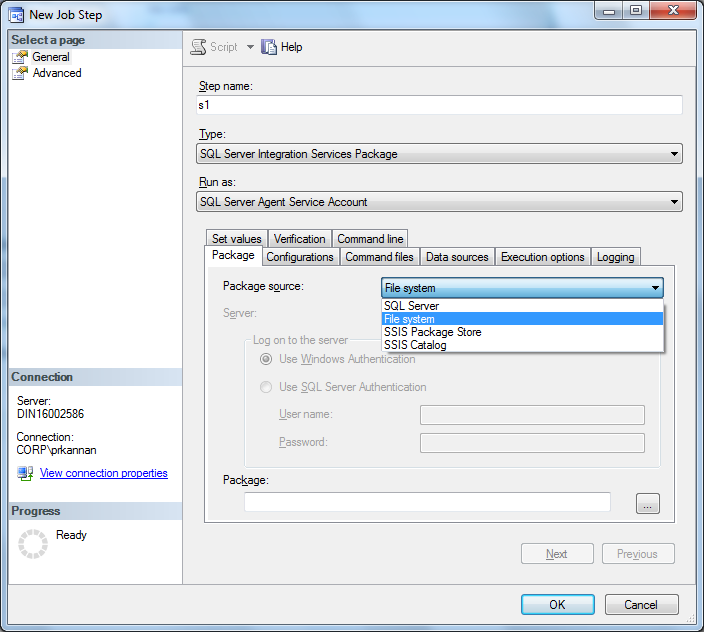 New Job Step
Select a page
General
Advanced
Script
Help
Step name:
s1
Type:
SQL Server Integration Services Package
Run as:
SQL Server Agent Service Account
Set values
Verification
Command line
Package
Configurations
Command files
Data sources
Execution options
Logging
Package source:
File system
SQL Server
File system
SSIS Package Store
SSIS Catalog
Server:
Log on to the server
Use Windows Authentication
Use SQL Server Authentication
User name:
Password:
Package:
...
Connection
Server:
DIN16002586
Connection:
CORP\prkannan
View connection properties
Progress
Ready
Next
Previous
OK
Cancel